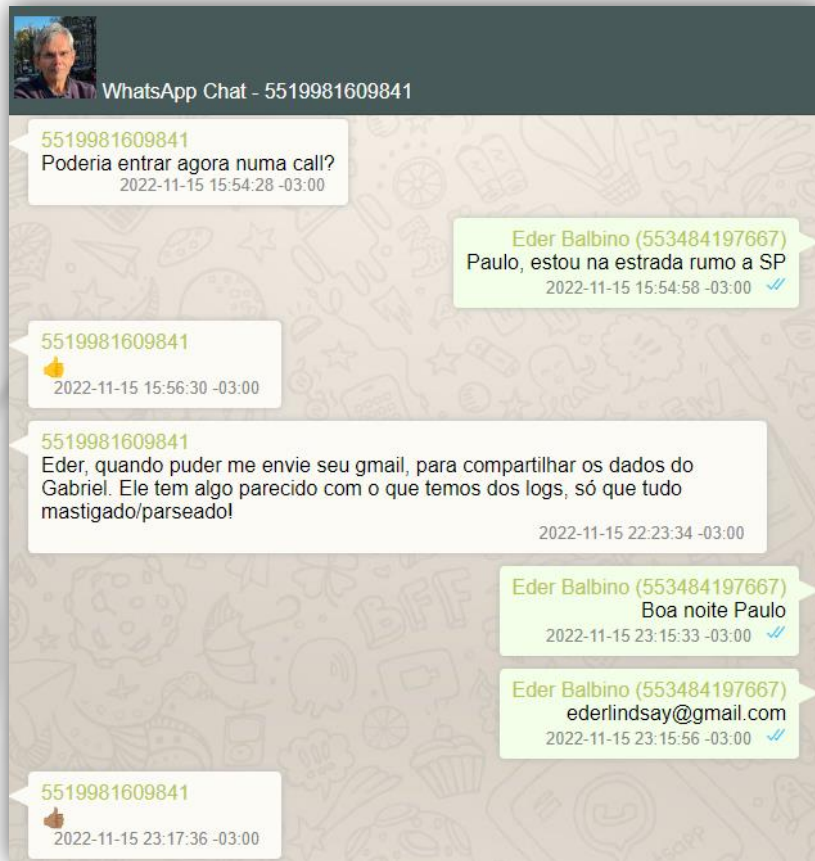 WhatsApp Chat - 5519981609841
5519981609841
Poderia entrar agora numa call?
2022-11-15 15:54:28 -03:00
Eder Balbino (553484197667)
Paulo, estou na estrada rumo a SP
2022-11-15 15:54:58 -03:00
5519981609841
👍
2022-11-15 15:56:30 -03:00
5519981609841
Eder, quando puder me envie seu gmail, para compartilhar os dados do
Gabriel. Ele tem algo parecido com o que temos dos logs, só que tudo
mastigado/parseado!
2022-11-15 22:23:34 -03:00
Eder Balbino (553484197667)
Boa noite Paulo
2022-11-15 23:15:33 -03:00
Eder Balbino (553484197667)
ederlindsay@gmail.com
2022-11-15 23:15:56 -03:00
5519981609841
👍🏽
2022-11-15 23:17:36 -03:00